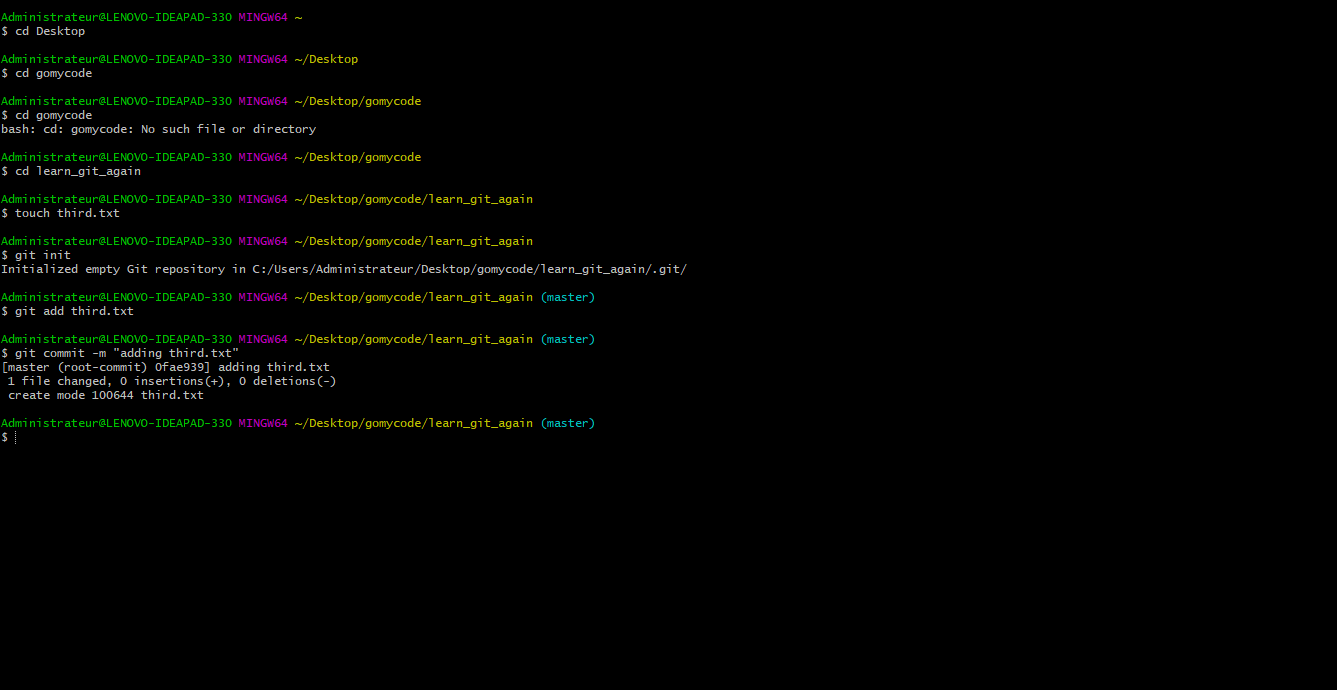 Administrateur@LENOVO-IDEAPAD-330 MINGW64 ~
$ cd Desktop
Administrateur@LENOVO-IDEAPAD-330 MINGW64 ~/Desktop
$ cd gomycode
Administrateur@LENOVO-IDEAPAD-330 MINGW64 ~/Desktop/gomycode
$ cd gomycode
bash: cd: gomycode: No such file or directory
Administrateur@LENOVO-IDEAPAD-330 MINGW64 ~/Desktop/gomycode
$ cd learn_git_again
Administrateur@LENOVO-IDEAPAD-330 MINGW64 ~/Desktop/gomycode/learn_git_again
$ touch third.txt
Administrateur@LENOVO-IDEAPAD-330 MINGW64 ~/Desktop/gomycode/learn_git_again
$ git init
Initialized empty Git repository in C:/Users/Administrateur/Desktop/gomycode/learn_git_again/.git/
Administrateur@LENOVO-IDEAPAD-330 MINGW64 ~/Desktop/gomycode/learn_git_again (master)
$ git add third.txt
Administrateur@LENOVO-IDEAPAD-330 MINGW64 ~/Desktop/gomycode/learn_git_again (master)
$ git commit -m "adding third.txt"
[master (root-commit) 0fae939] adding third.txt
 1 file changed, 0 insertions(+), 0 deletions(-)
 create mode 100644 third.txt
Administrateur@LENOVO-IDEAPAD-330 MINGW64 ~/Desktop/gomycode/learn_git_again (master)
$